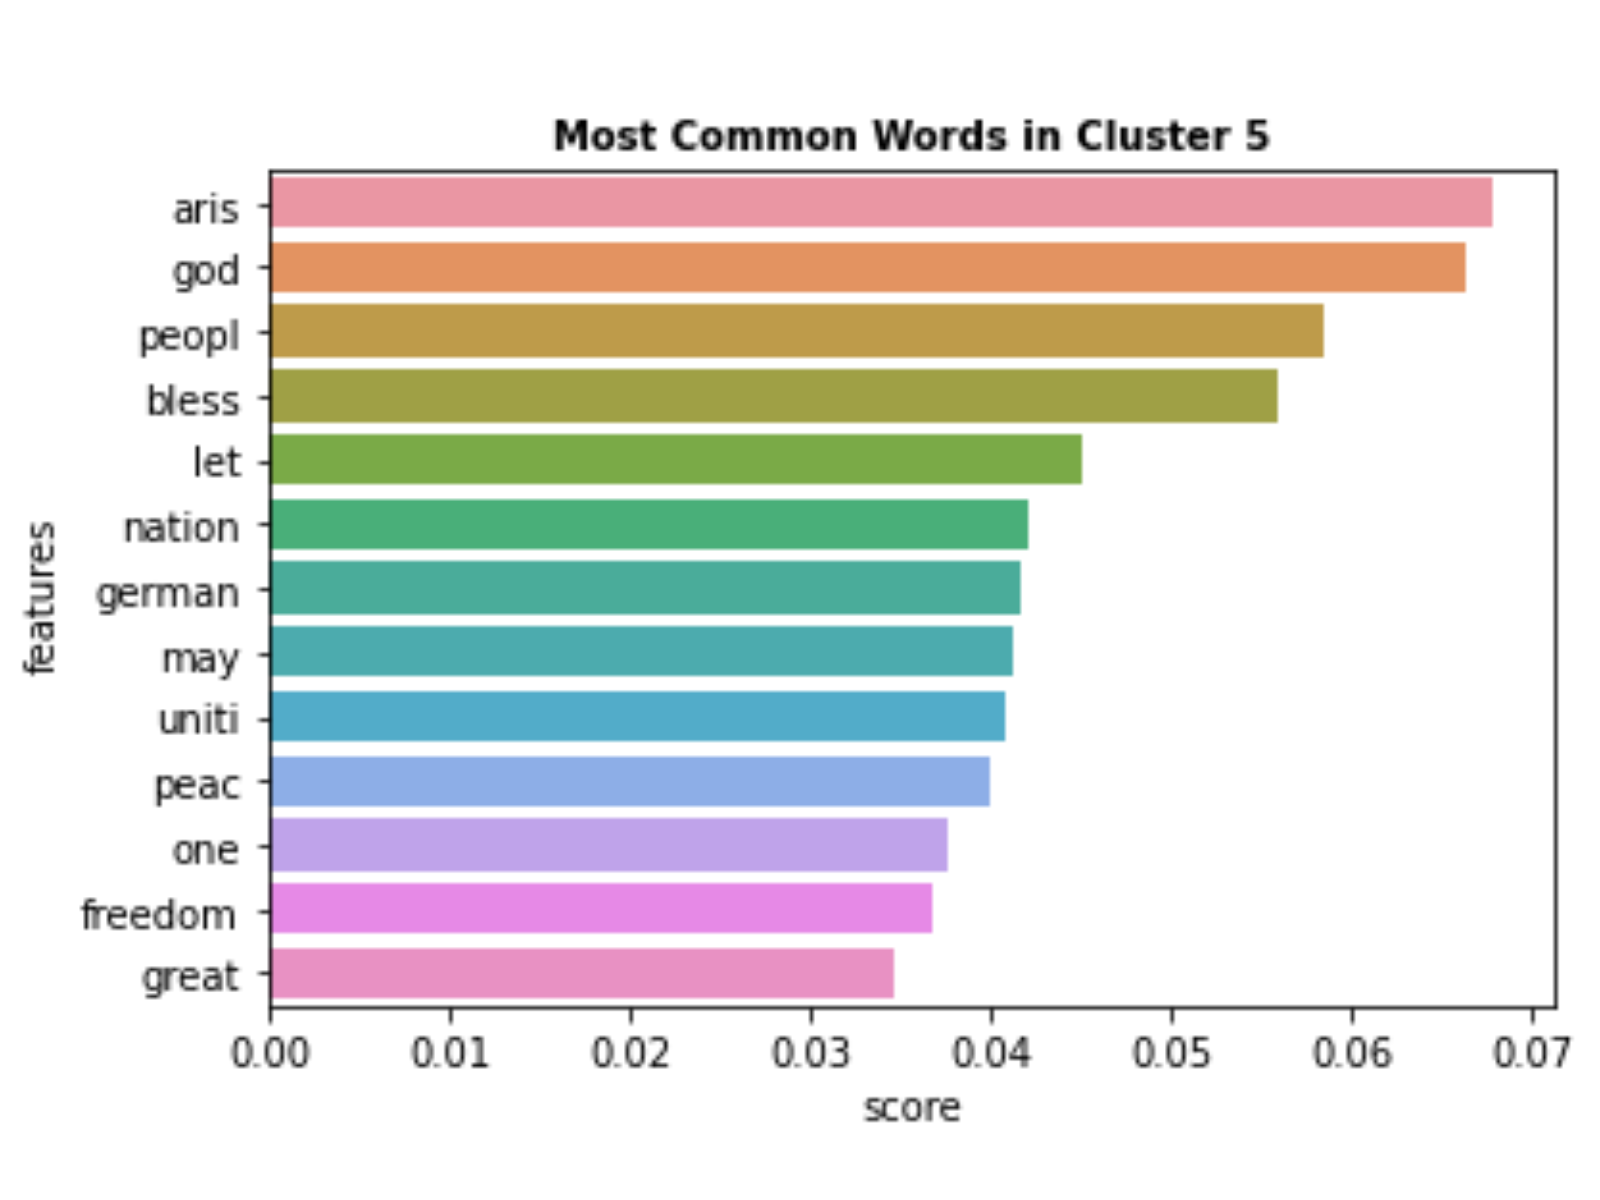 Most Common Words in Cluster 5
aris
god
peopl
bless
let
nation
german
may
uniti
peac
one
freedom
great
features
0.00 0.01 0.02 0.03 0.04 0.05 0.06 0.07
score